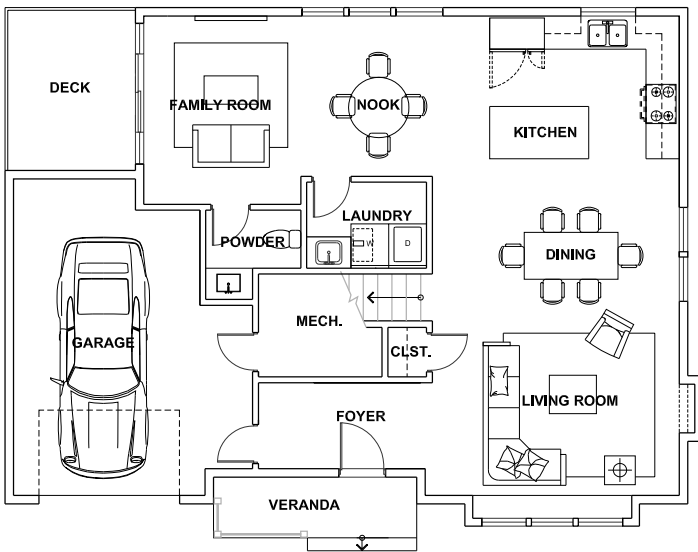 DECK
FAMILY ROOM
NOOK
KITCHEN
LAUNDRY
POWDER
W
D
DINING
MECH.
GARAGE
CLST.
LIVING ROOM
FOYER
VERANDA